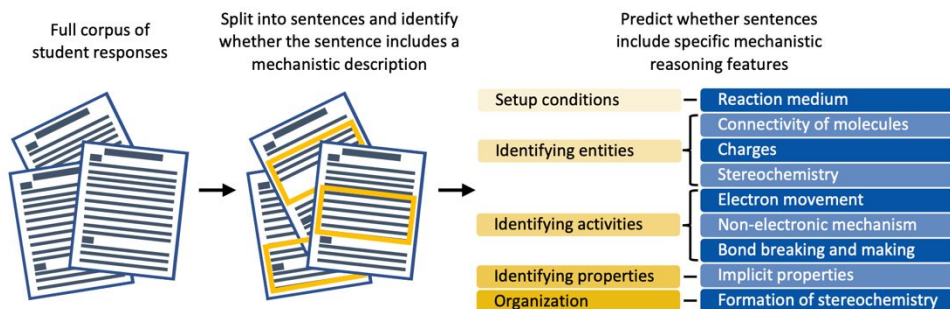 Full corpus of
student responses
Split into sentences and identify
whether the sentence includes a
mechanistic description
Predict whether sentences
include specific mechanistic
reasoning features
Setup conditions
Reaction medium
Identifying entities
Connectivity of molecules
Charges
Stereochemistry
Identifying activities
Electron movement
Non-electronic mechanism
Bond breaking and making
Identifying properties
Implicit properties
Organization
Formation of stereochemistry